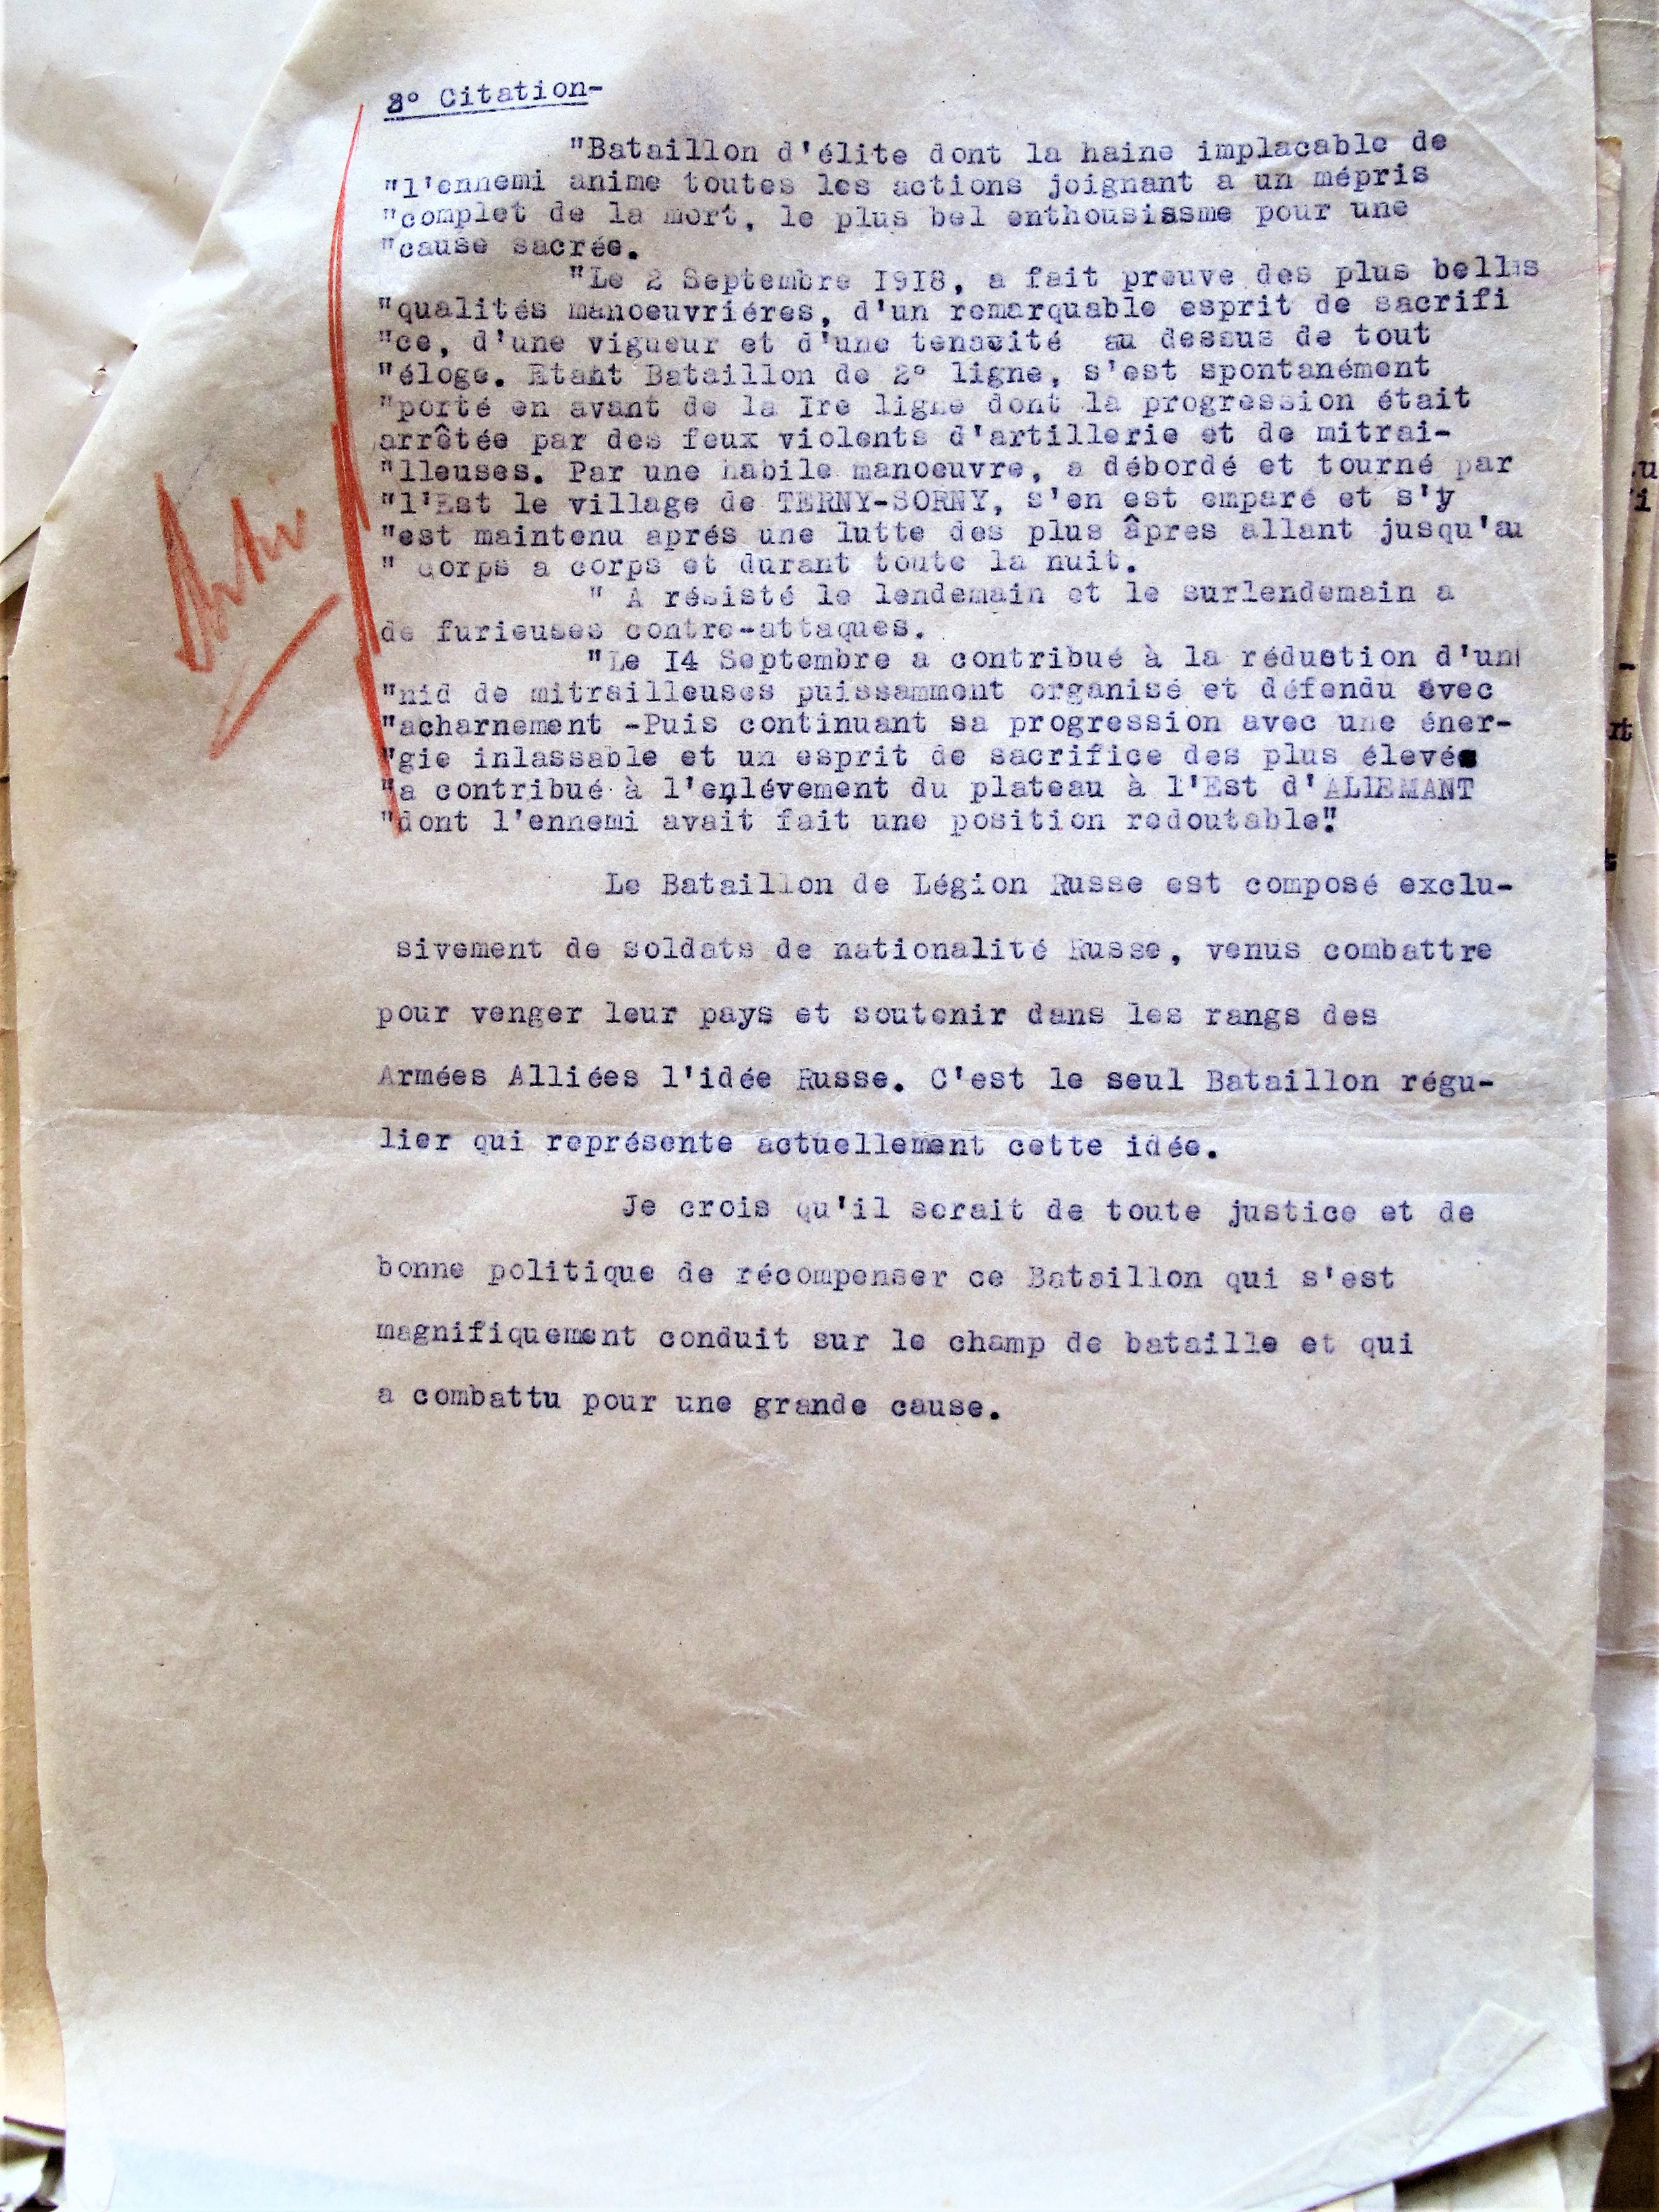 2° Citation-
"Bataillon d'élite dont la haine implacable de
"l'ennemi anime toutes les actions joignant a un mépris
"complet de la mort, le plus bel enthousiasme pour une
"cause sacrée.
"Le 2 Septembre I9I8, a fait preuve des plus belles
"qualités manoeuvriéres, d'un remarquable esprit de sacrifi
"ce, d'une vigueur et d'une tenacité au dessus de tout
"éloge. Etant Bataillon de 2° ligne, s'est spontanément
"porté en avant de la Ire ligne dont la progression était
arrêtée par des feux violents d'artillerie et de mitrai-
"lleuses. Par une habile manoeuvre, a débordé et tourné par
"l'Est le village de TERNY-SORNY, s'en est emparé et s'y
"est maintenu aprés une lutte des plus âpres allant jusqu'au
" corps a corps et durant toute la nuit.
" A résisté le lendemain et le surlendemain a
de furieuses contre-attaques.
"Le I4 Septembre a contribué à la réduction d'un
"nid de mitrailleuses puissamment organisé et défendu avec
"acharnement -Puis continuant sa progression avec une éner-
"gie inlassable et un esprit de sacrifice des plus élevés
"a contribué à l'enlévement du plateau à l'Est d'ALLEMANT
"dont l'ennemi avait fait une position redoutable".
Le Bataillon de Légion Russe est composé exclu-
sivement de soldats de nationalité Russe, venus combattre
pour venger leur pays et soutenir dans les rangs des
Armées Alliées l'idée Russe. C'est le seul Bataillon régu-
lier qui représente actuellement cette idée.
Je crois qu'il serait de toute justice et de
bonne politique de récompenser ce Bataillon qui s'est
magnifiquement conduit sur le champ de bataille et qui
a combattu pour une grande cause.